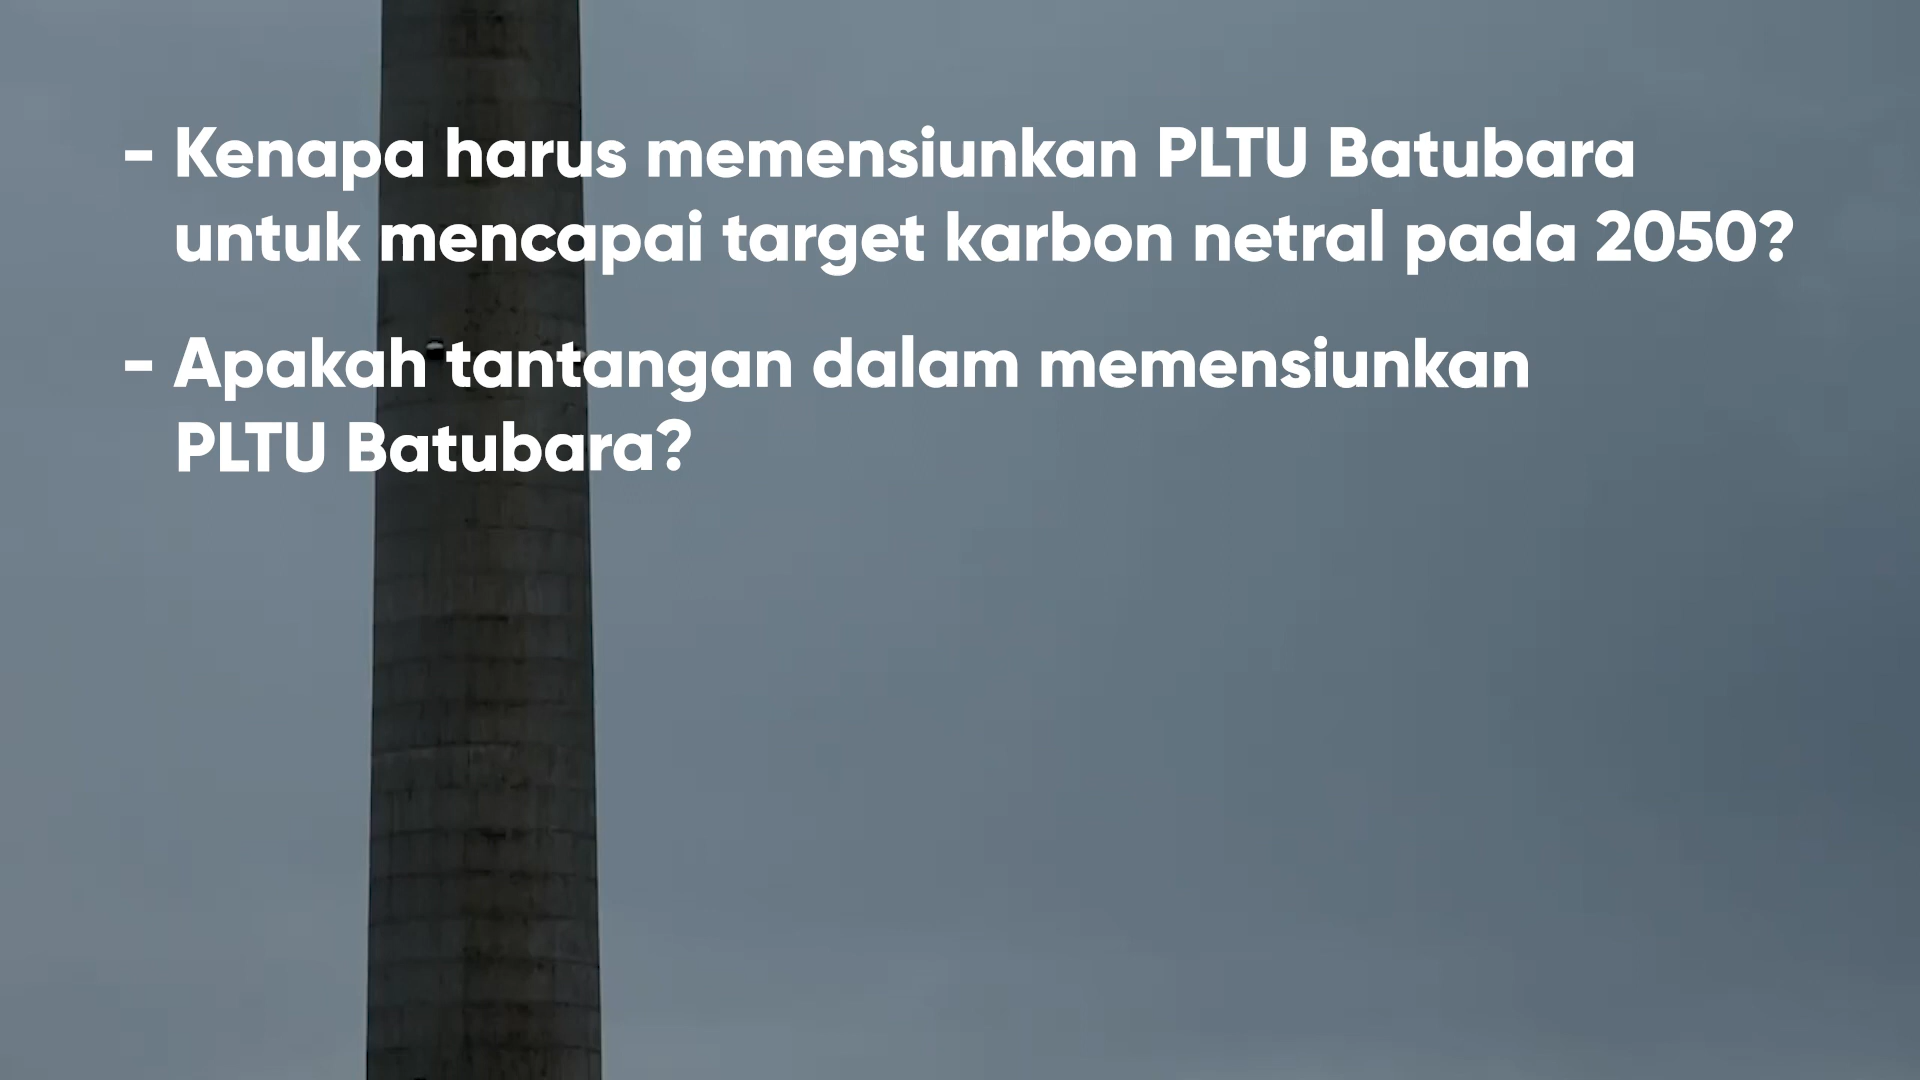 - Kenapa harus memensiunkan PLTU Batubara
untuk mencapai target karbon netral pada 2050?
- Apakah tantangan dalam memensiunkan
PLTU Batubara?